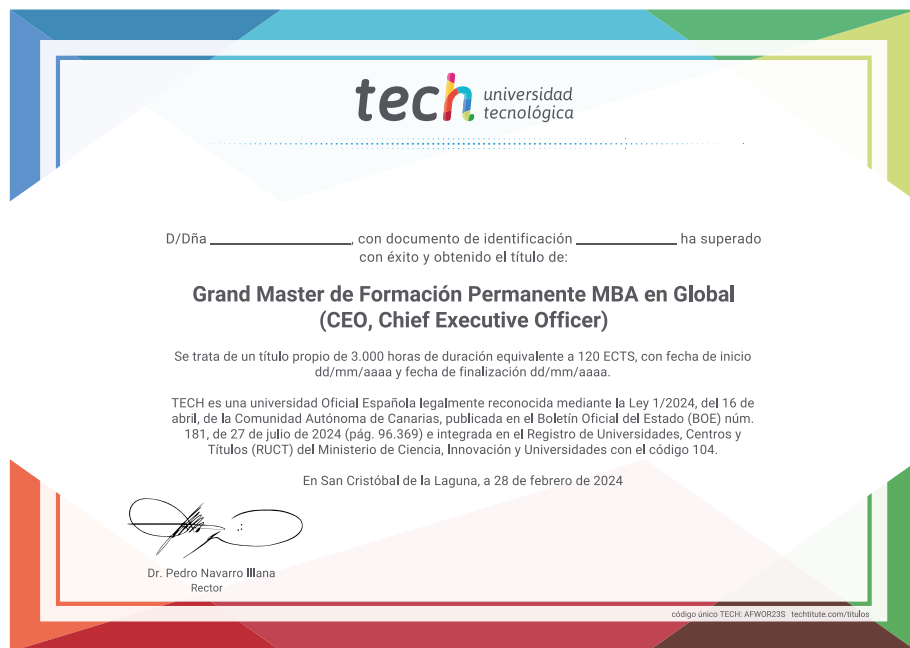 tech universidad
tecnológica
D/Dña ________________, con documento de identificación ____________ ha superado
con éxito y obtenido el título de:
Grand Master de Formación Permanente MBA en Global
(CEO, Chief Executive Officer)
Se trata de un título propio de 3.000 horas de duración equivalente a 120 ECTS, con fecha de inicio
dd/mm/aaaa y fecha de finalización dd/mm/aaaa.
TECH es una universidad Oficial Española legalmente reconocida mediante la Ley 1/2024, del 16 de
abril, de la Comunidad Autónoma de Canarias, publicada en el Boletín Oficial del Estado (BOE) núm.
181, de 27 de julio de 2024 (pág. 96.369) e integrada en el Registro de Universidades, Centros y
Títulos (RUCT) del Ministerio de Ciencia, Innovación y Universidades con el código 104.
En San Cristóbal de la Laguna, a 28 de febrero de 2024
Dr. Pedro Navarro Illana
Rector
código único TECH: AFWOR23S techtitute.com/titulos